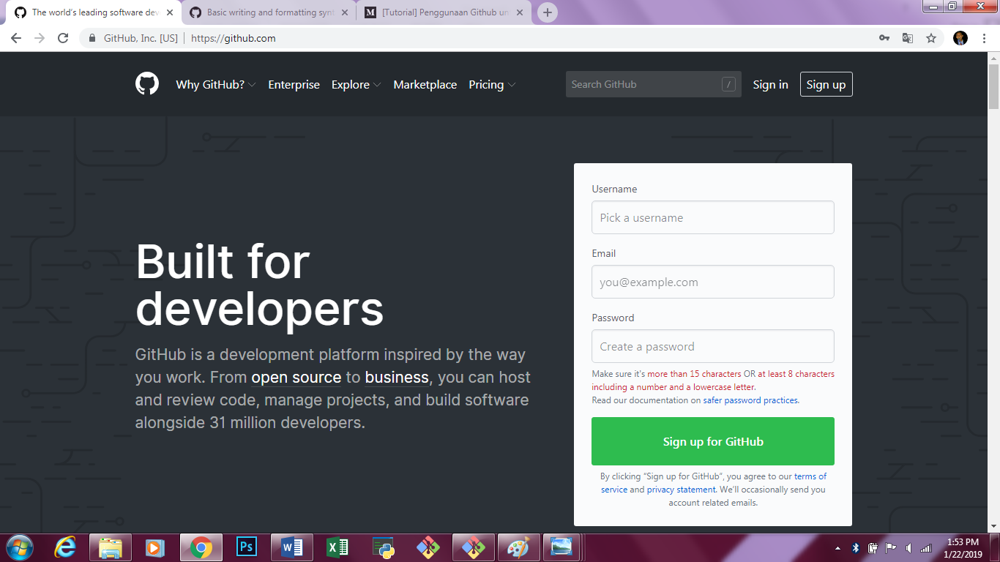 The world's leading software dev
Basic writing and formatting synt
[Tutorial] Penggunaan Github un
GitHub, Inc. [US]
https://github.com
Why GitHub?
Enterprise
Explore
Marketplace
Pricing
Search GitHub
/
Sign in
Sign up
Built for
developers
GitHub is a development platform inspired by the way
you work. From open source to business, you can host
and review code, manage projects, and build software
alongside 31 million developers.
Username
Pick a username
Email
you@example.com
Password
Create a password
Make sure it's more than 15 characters OR at least 8 characters
including a number and a lowercase letter.
Read our documentation on safer password practices.
Sign up for GitHub
By clicking “Sign up for GitHub”, you agree to our terms of
service and privacy statement. We’ll occasionally send you
account related emails.
Ps
1:53 PM
1/22/2019